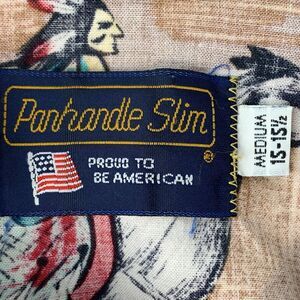 Panhandle Slim
®
PROUD TO
BE AMERICAN
MEDIUM
15-15½